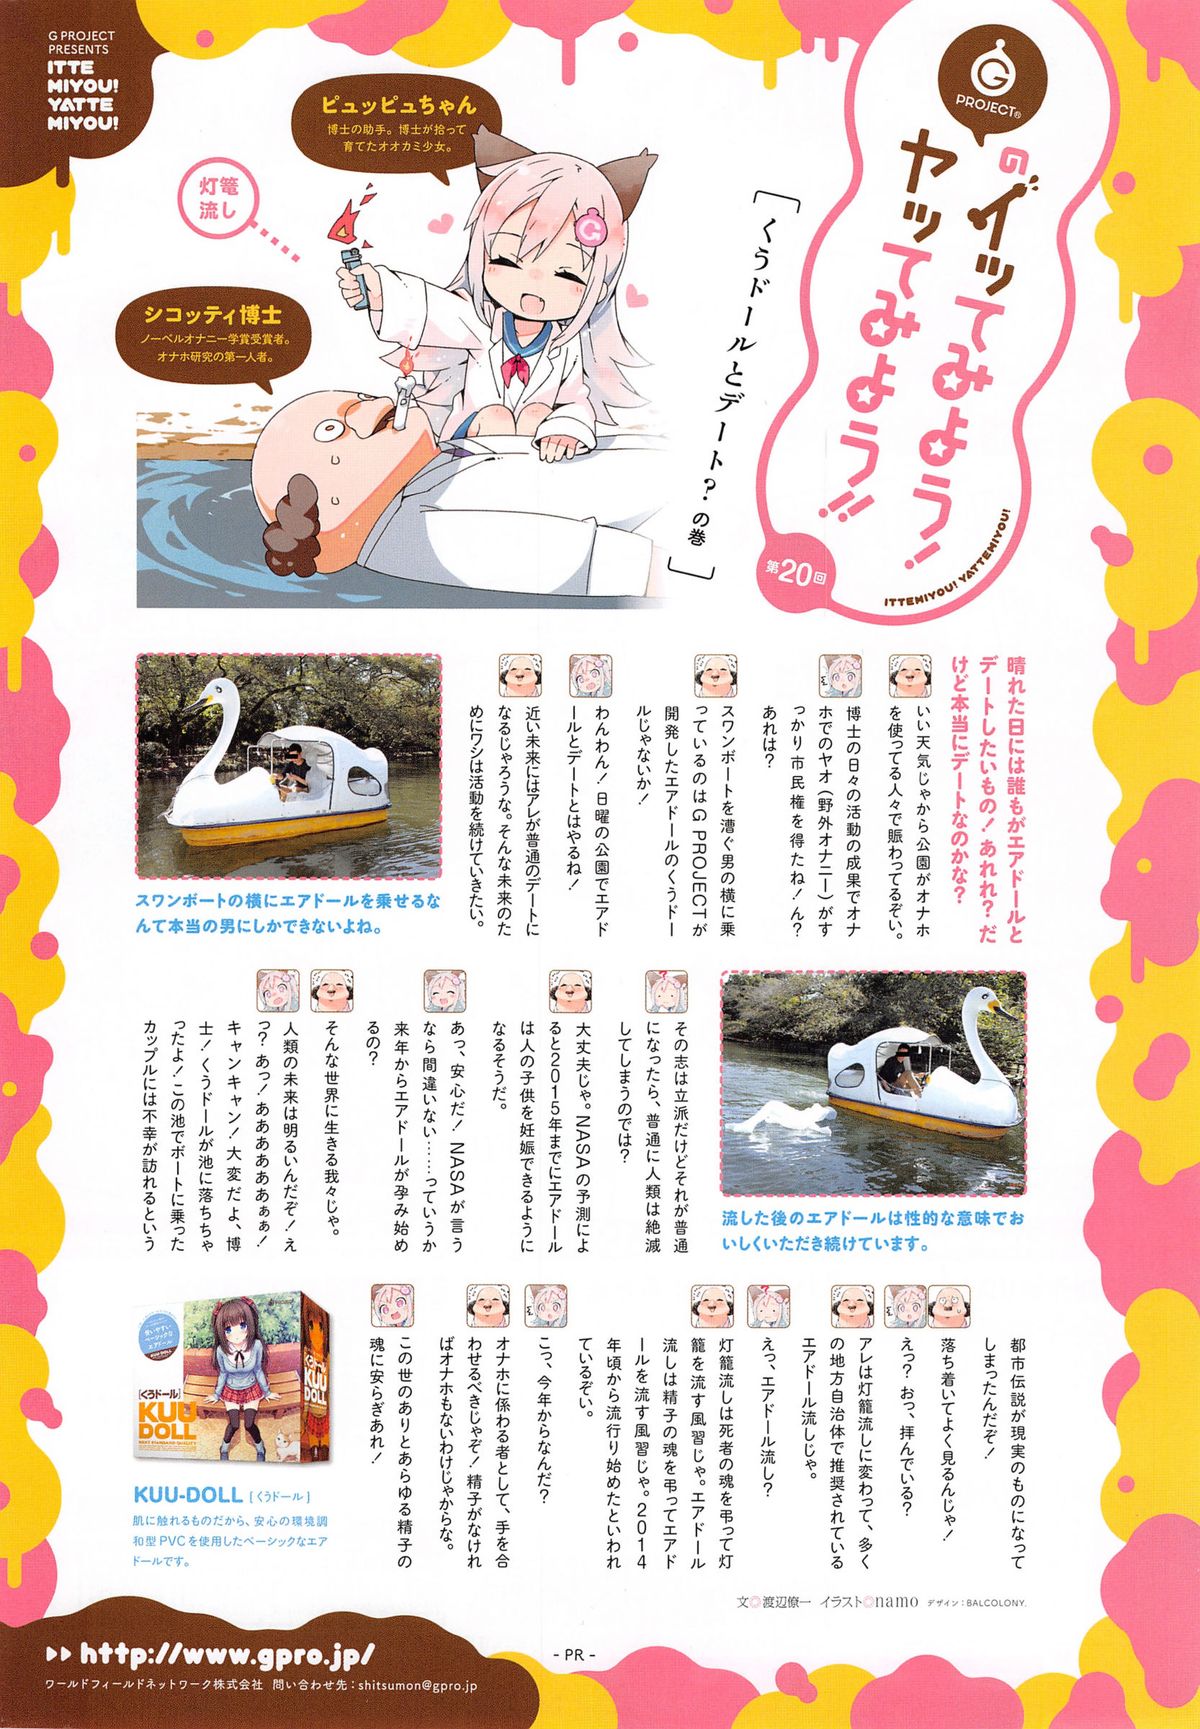 G PROJECT
PRESENTS
ITTE
MIYOU!
YATTE
MIYOU!
G
PROJECT®
の
イッてみよう!
ヤッてみよう!!
ITTEMIYOU! YATTEMIYOU!
第20回
[くうドールとデート?の巻]
ピュッピュちゃん
博士の助手。博士が拾って
育てたオオカミ少女。
灯篭
流し
シコッティ博士
ノーベルオナニー学賞受賞者。
オナホ研究の第一人者。
晴れた日には誰もがエアドールと
デートしたいもの!あれれ?だ
けど本当にデートなのかな?
いい天気じゃから公園がオナホ
を使ってる人々で賑わってるぞい。
博士の日々の活動の成果でオナ
ホでのヤオ(野外オナニー)がす
っかり市民権を得たね!ん?
あれは?
スワンボートを漕ぐ男の横に乗
っているのはG PROJECTが
開発したエアドールのくうドー
ルじゃないか!
わんわん!日曜の公園でエアド
ールとデートとはやるね!
近い未来にはアレが普通のデートに
なるじゃろうな。そんな未来のた
めにワシは活動を続けていきたい。
スワンボートの横にエアドールを乗せるな
んて本当の男にしかできないよね。
流した後のエアドールは性的な意味でお
いしくいただき続けています。
その志は立派だけどそれが普通
になったら、普通に人類は絶滅
してしまうのでは?
大丈夫じゃ。NASAの予測によ
ると2015年までにエアドール
は人の子供を妊娠できるように
なるそうだ。
あっ、安心だ!NASAが言う
なら間違いない……っていうか
来年からエアドールが孕み始め
るの?
そんな世界に生きる我々じゃ。
人類の未来は明るいんだぞ!え
っ?あっ!ああああああぁぁ!
キャンキャン!大変だよ、博
士!くうドールが池に落ちちゃ
ったよ!この池でボートに乗った
カップルには不幸が訪れるという
都市伝説が現実のものになって
しまったんだぞ!
落ち着いてよく見るんじゃ!
えっ?おっ、拝んでいる?
アレは灯籠流しに変わって、多く
の地方自治体で推奨されている
エアドール流しじゃ。
えっ、エアドール流し?
灯籠流しは死者の魂を弔って灯
籠を流す風習じゃ。エアドール
流しは精子の魂を弔ってエアド
ールを流す風習じゃ。2014
年頃から流行り始めたといわれ
ているぞい。
こっ、今年からなんだ?
オナホに係わる者として、手を合
わせるべきじゃぞ!精子がなけれ
ばオナホもないわけじゃからな。
この世のありとあらゆる精子の
魂に安らぎあれ!
[くうドール]
KUU
DOLL
KUU-DOLL [くうドール]
肌に触れるものだから、安心の環境調
和型PVCを使用したベーシックなエア
ドールです。
文◎渡辺僚一 イラスト◎namo デザイン:BALCOLONY.
http://www.gpro.jp/
ワールドフィールドネットワーク株式会社 問い合わせ先:shitsumon@gpro.jp
- PR -